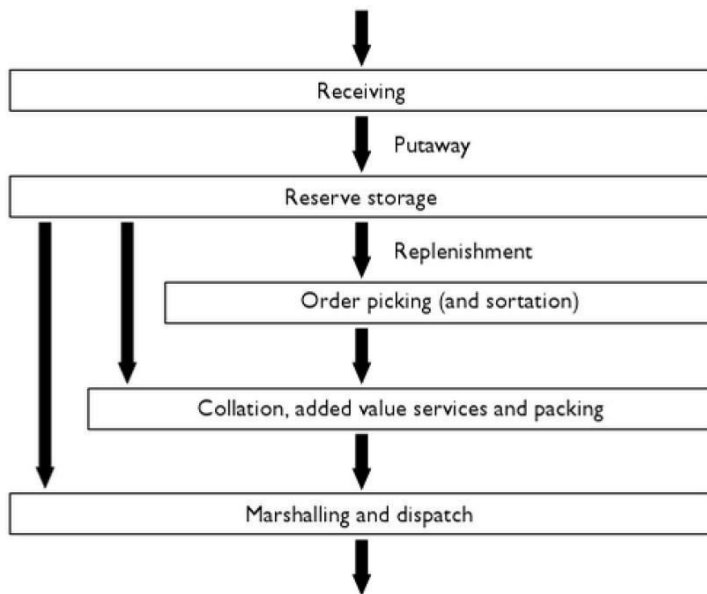 Receiving
Putaway
Reserve storage
Replenishment
Order picking (and sortation)
Collation, added value services and packing
Marshalling and dispatch